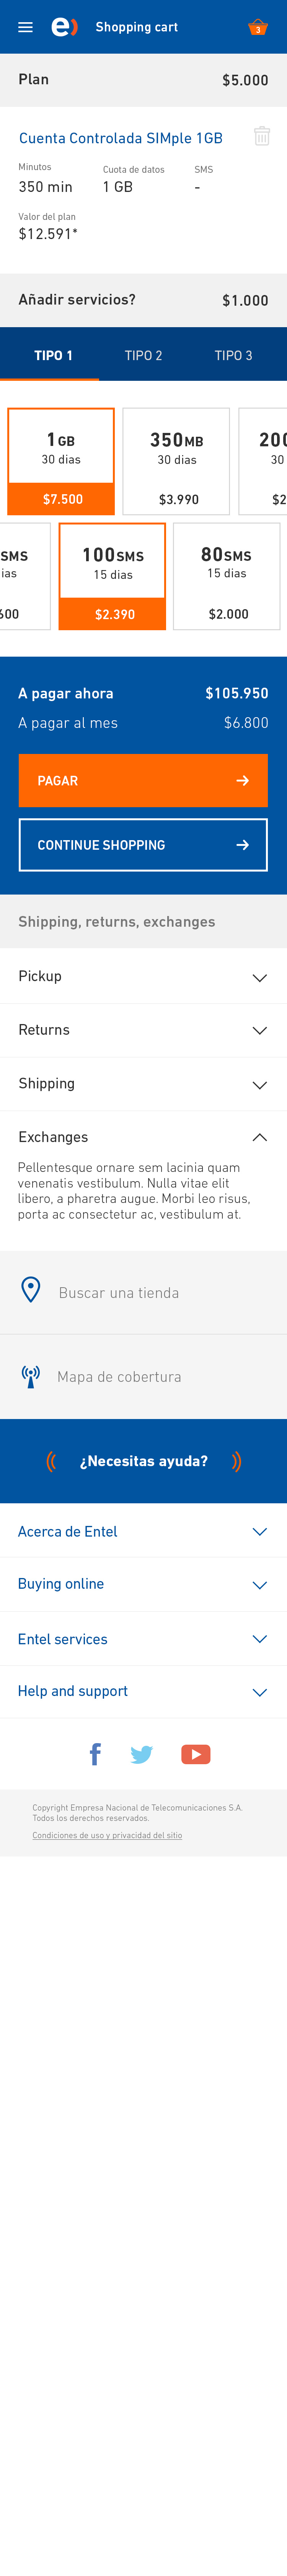 Shopping cart
3
Plan
$5.000
Cuenta Controlada SIMple 1GB
Minutos
Cuota de datos
SMS
350 min
1 GB
-
Valor del plan
$12.591*
Añadir servicios?
$1.000
TIPO 1
TIPO 2
TIPO 3
1GB
30 dias
$7.500
350MB
30 dias
$3.990
200
30
$2
SMS
ias
600
100SMS
15 dias
$2.390
80SMS
15 dias
$2.000
A pagar ahora
$105.950
A pagar al mes
$6.800
PAGAR
CONTINUE SHOPPING
Shipping, returns, exchanges
Pickup
Returns
Shipping
Exchanges
Pellentesque ornare sem lacinia quam
venenatis vestibulum. Nulla vitae elit
libero, a pharetra augue. Morbi leo risus,
porta ac consectetur ac, vestibulum at.
Buscar una tienda
Mapa de cobertura
¿Necesitas ayuda?
Acerca de Entel
Buying online
Entel services
Help and support
Copyright Empresa Nacional de Telecomunicaciones S.A.
Todos los derechos reservados.
Condiciones de uso y privacidad del sitio